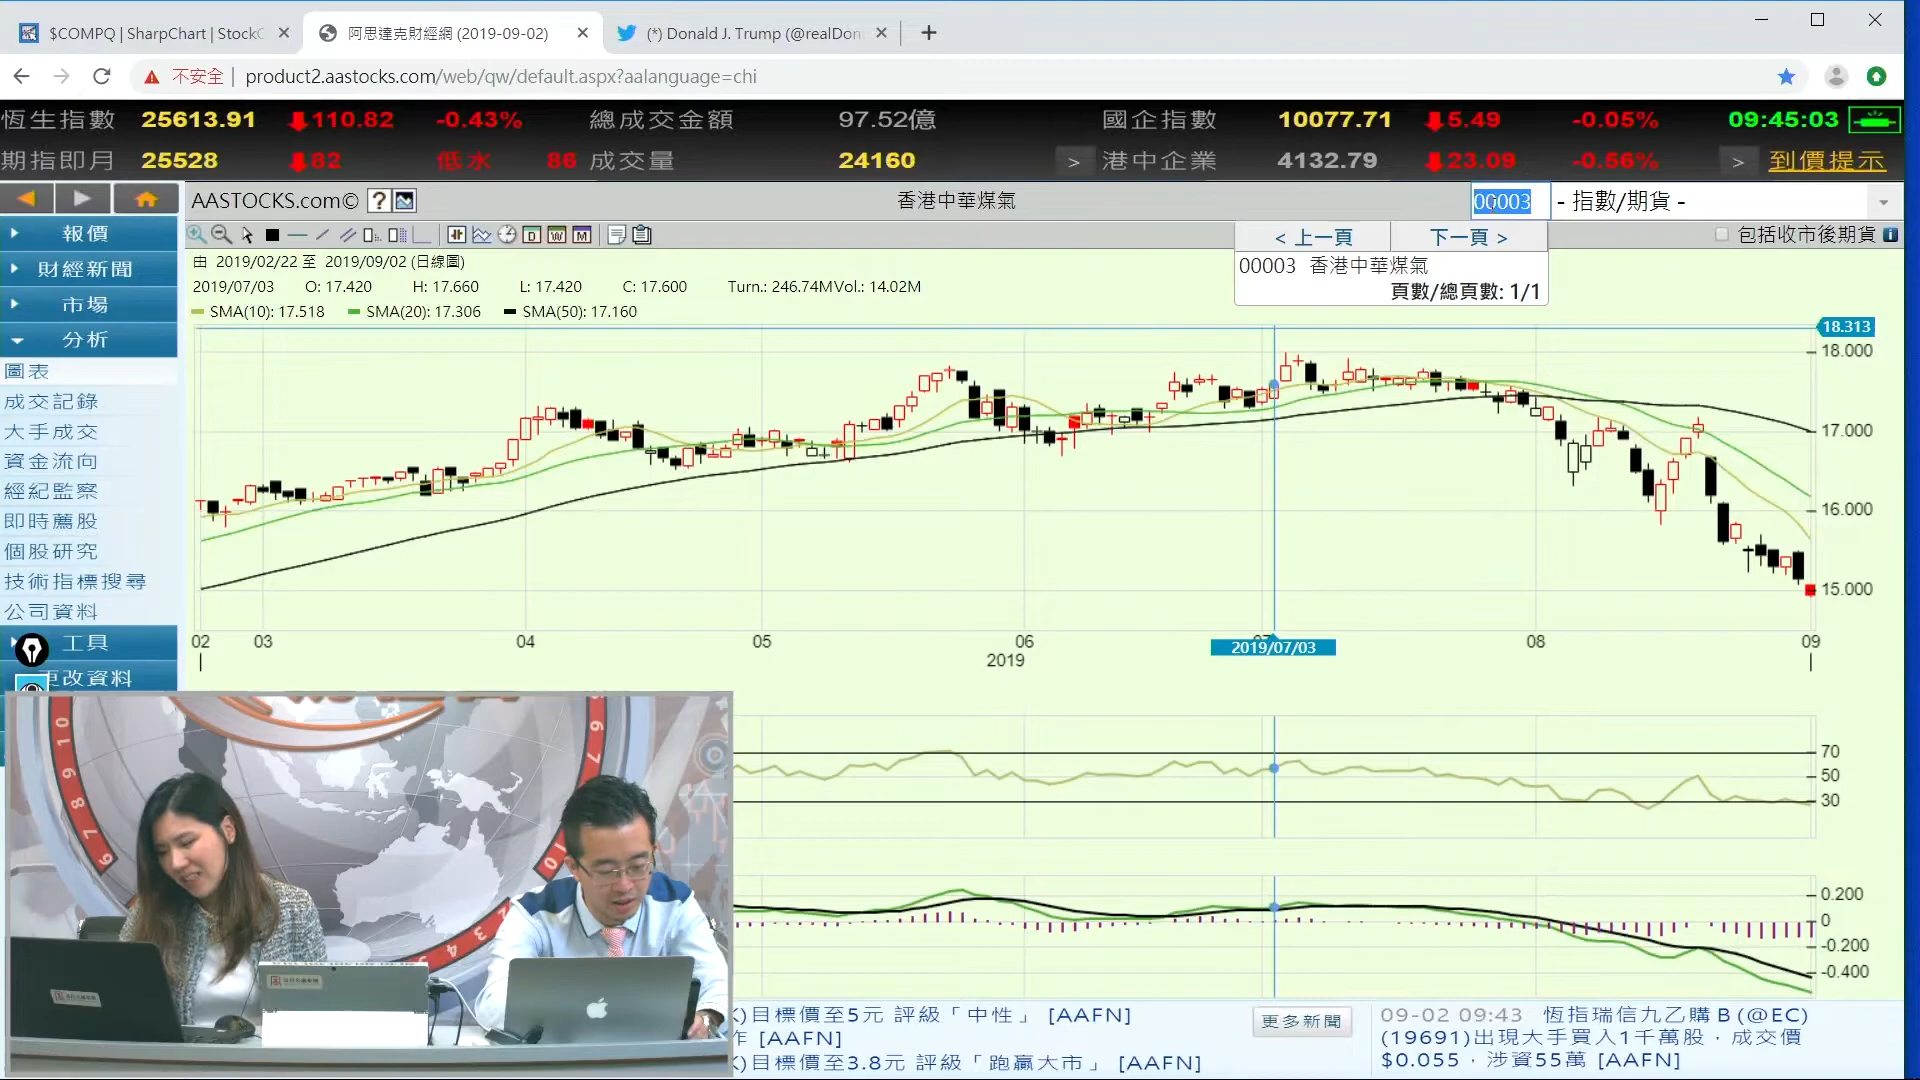 $COMPQ | SharpChart | StockC
阿思達克財經網 (2019-09-02)
(*) Donald J. Trump (@realDon
不安全 | product2.aastocks.com/web/qw/default.aspx?aalanguage=chi
恆生指數 25613.91 110.82 -0.43% 總成交金額 97.52億 國企指數 10077.71 5.49 -0.05% 09:45:03
期指即月 25528 82 低水 86 成交量 24160 > 港中企業 4132.79 23.09 -0.56% > 到價提示
AASTOCKS.com© ? 香港中華煤氣 00003 - 指數/期貨 -
< 上一頁 下一頁 > 包括收市後期貨 i
00003 香港中華煤氣
頁數/總頁數: 1/1
D W M
由 2019/02/22 至 2019/09/02 (日線圖)
2019/07/03 O: 17.420 H: 17.660 L: 17.420 C: 17.600 Turn.: 246.74MVol.: 14.02M
SMA(10): 17.518 SMA(20): 17.306 SMA(50): 17.160
報價
財經新聞
市場
分析
圖表
成交記錄
大手成交
資金流向
經紀監察
即時薦股
個股研究
技術指標搜尋
公司資料
工具
更改資料
18.313
18.000
17.000
16.000
15.000
02 03 04 05 06 07 08 09
2019/07/03
2019
70
50
30
0.200
0
-0.200
-0.400
目標價至5元 評級「中性」 [AAFN]
作 [AAFN]
目標價至3.8元 評級「跑贏大市」 [AAFN]
更多新聞
09-02 09:43 恆指瑞信九乙購Ｂ(@EC)
(19691)出現大手買入1千萬股，成交價
$0.055，涉資55萬 [AAFN]